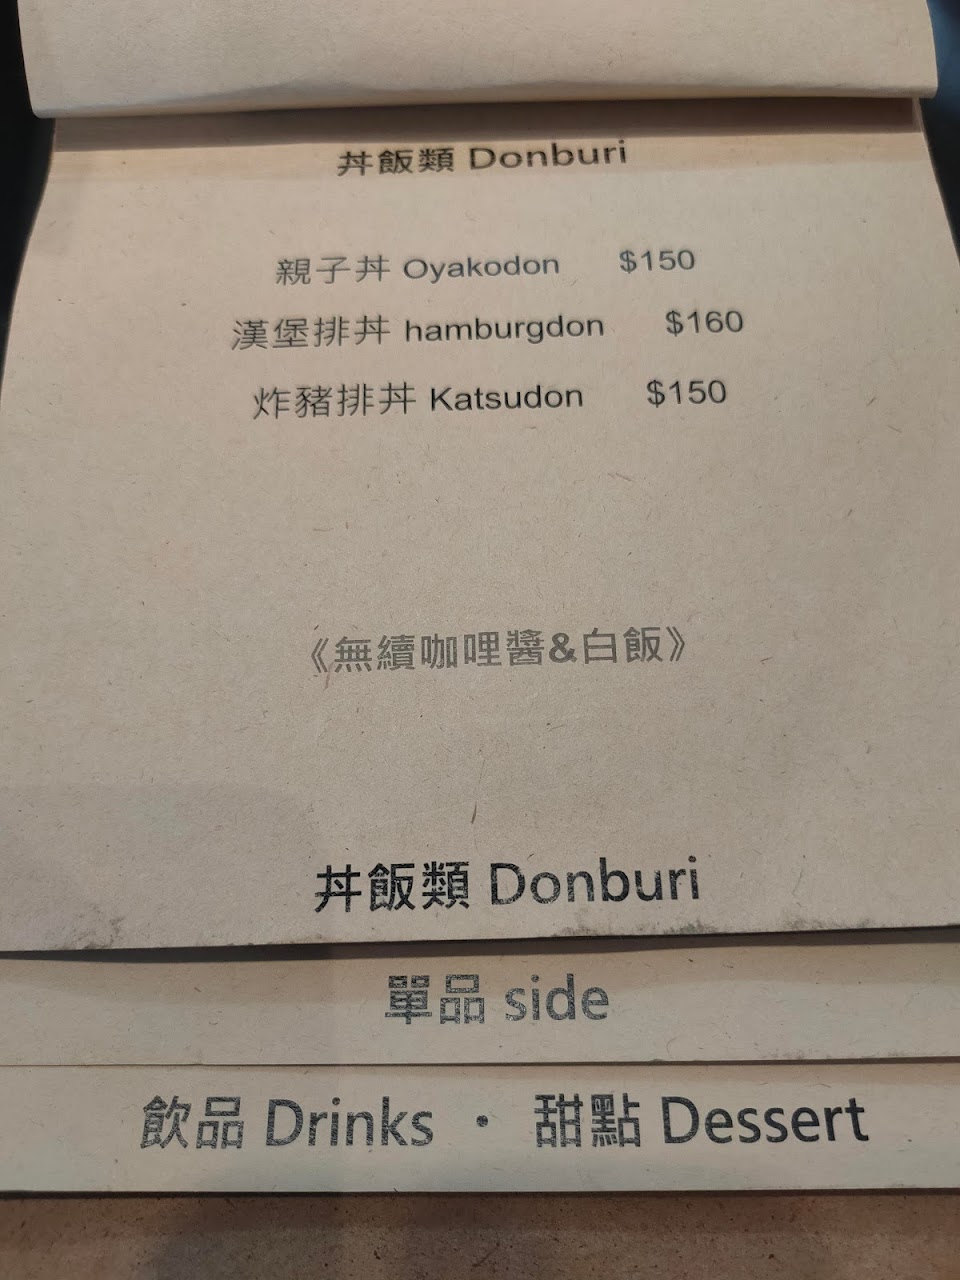 丼飯類 Donburi
親子丼 Oyakodon $150
漢堡排丼 hamburgdon $160
炸豬排丼 Katsudon $150
《無續咖哩醬&白飯》
丼飯類 Donburi
單品 side
飲品 Drinks ・ 甜點 Dessert